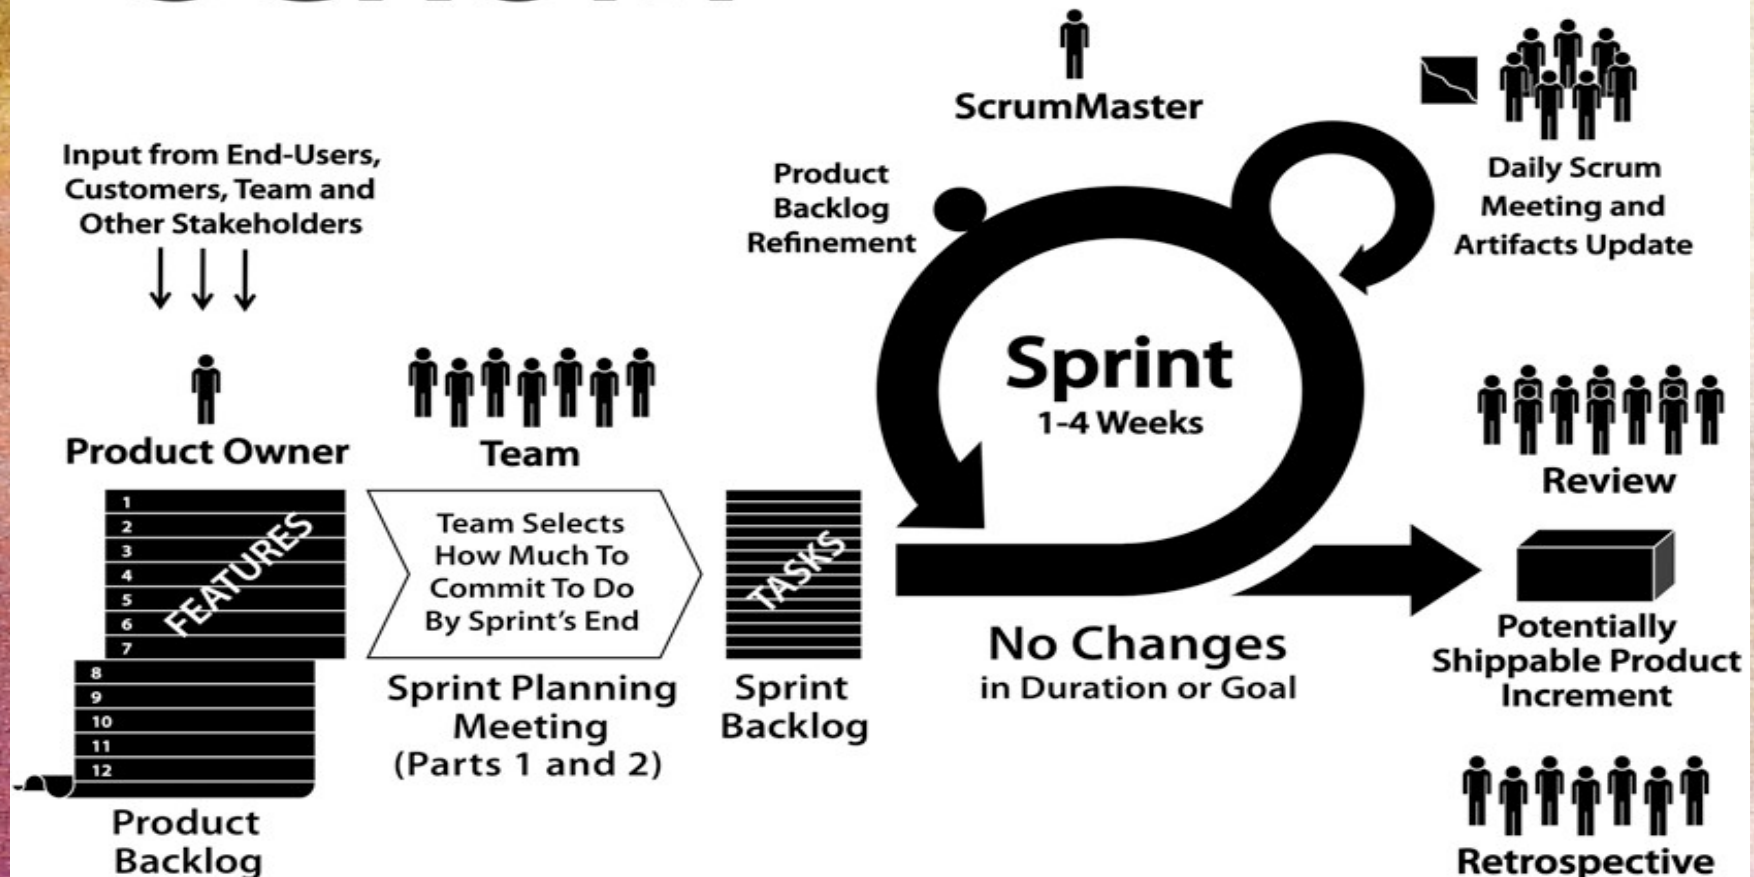 ScrumMaster
Input from End-Users,
Customers, Team and
Other Stakeholders
Product
Backlog
Refinement
Daily Scrum
Meeting and
Artifacts Update
Product Owner
Team
Sprint
1-4 Weeks
Review
1
2
3
4
5
6
7
FEATURES
8
9
10
11
12
Team Selects
How Much To
Commit To Do
By Sprint's End
TASKS
Sprint Planning
Meeting
(Parts 1 and 2)
Sprint
Backlog
No Changes
in Duration or Goal
Potentially
Shippable Product
Increment
Product
Backlog
Retrospective